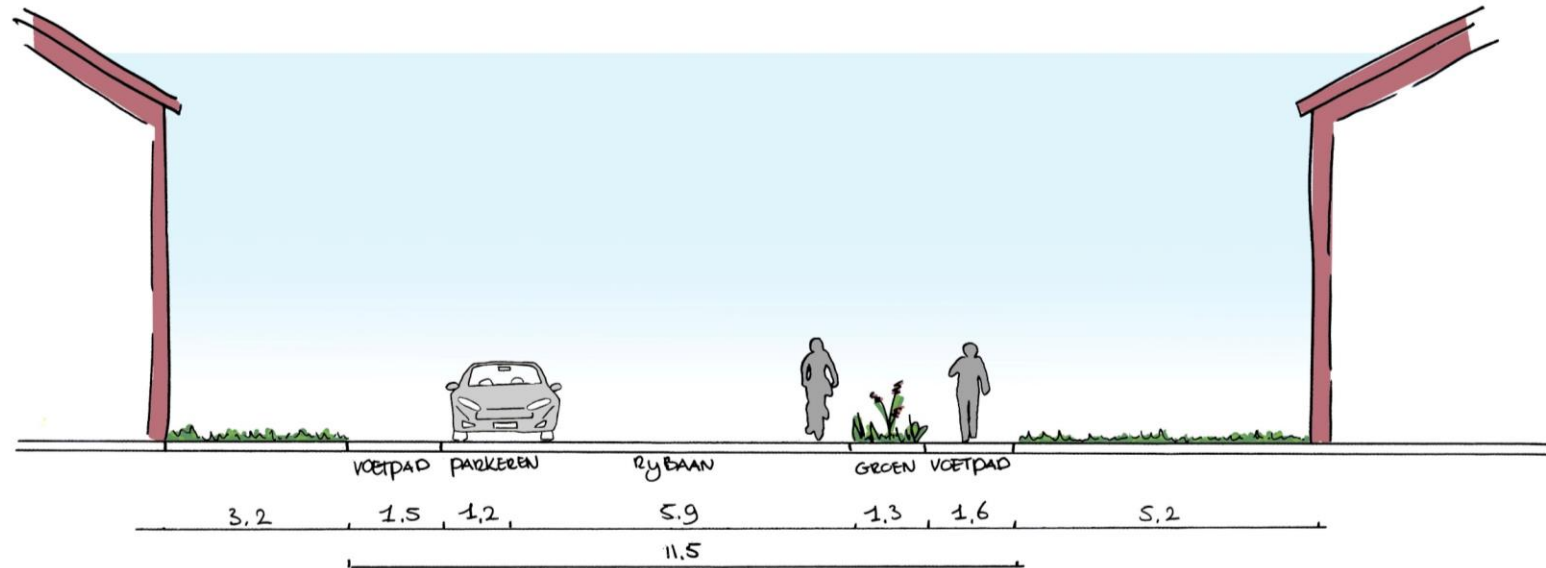 VOETPAD PARKEREN RYBAAN GROEN VOETPAD
3,2 1,5 1,2 5.9 1,3 1,6 5,2
11.5